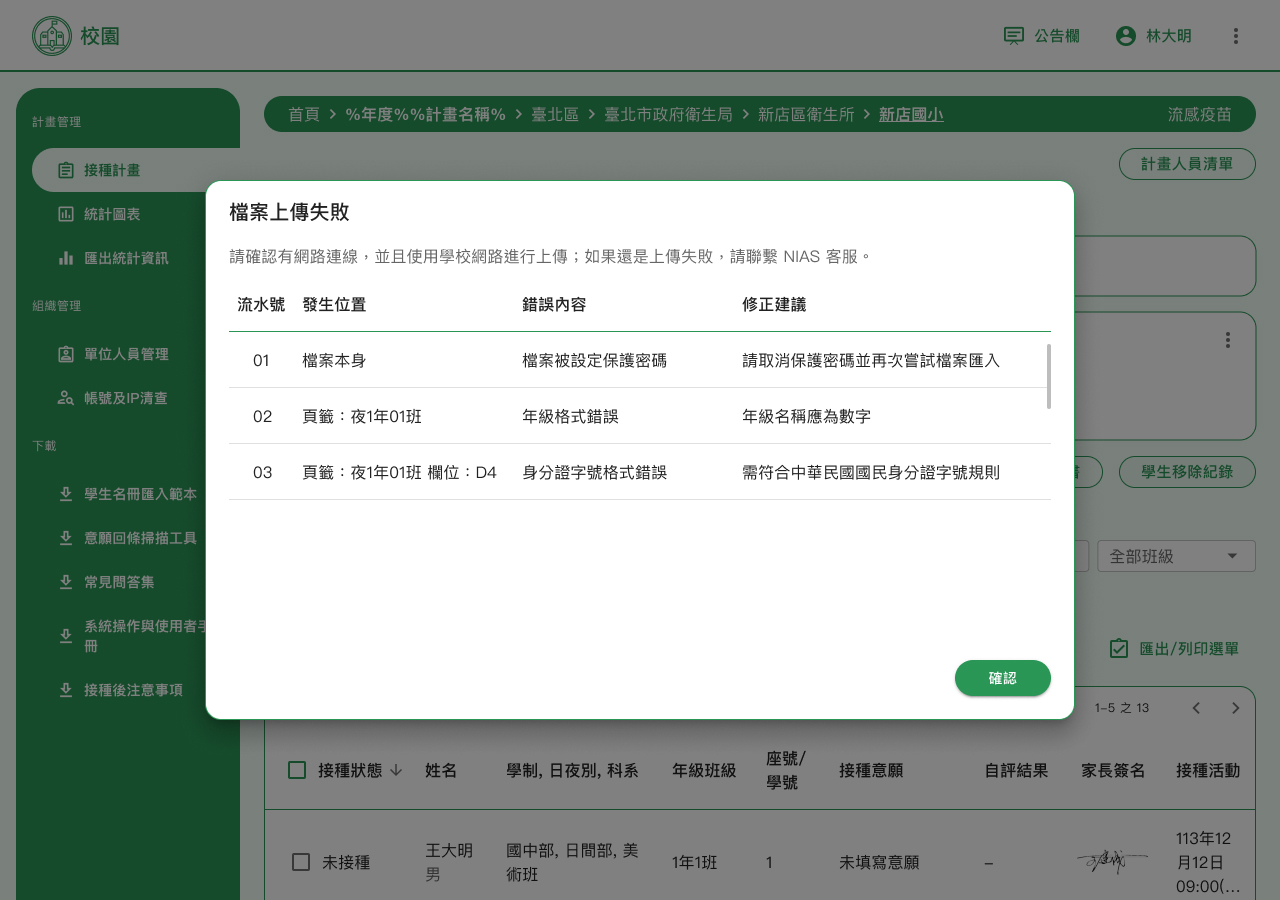 校園
公告欄
林大明
計畫管理
接種計畫
統計圖表
匯出統計資訊
組織管理
單位人員管理
帳號及IP清查
下載
學生名冊匯入範本
意願回條掃描工具
常見問答集
系統操作與使用者手
冊
接種後注意事項
首頁 > %年度%%計畫名稱% > 臺北區 > 臺北市政府衛生局 > 新店區衛生所 > 新店國小
流感疫苗
計畫人員清單
檔案上傳失敗
請確認有網路連線，並且使用學校網路進行上傳；如果還是上傳失敗，請聯繫 NIAS 客服。
流水號 發生位置 錯誤內容 修正建議
01 檔案本身 檔案被設定保護密碼 請取消保護密碼並再次嘗試檔案匯入
02 頁籤：夜1年01班 年級格式錯誤 年級名稱應為數字
03 頁籤：夜1年01班 欄位：D4 身分證字號格式錯誤 需符合中華民國國民身分證字號規則
確認
學生移除紀錄
全部班級
匯出/列印選單
1–5 之 13
接種狀態 姓名 學制, 日夜別, 科系 年級班級 座號/
學號 接種意願 自評結果 家長簽名 接種活動
未接種
王大明
男
國中部, 日間部, 美
術班
1年1班
1
未填寫意願
–
113年12
月12日
09:00(...